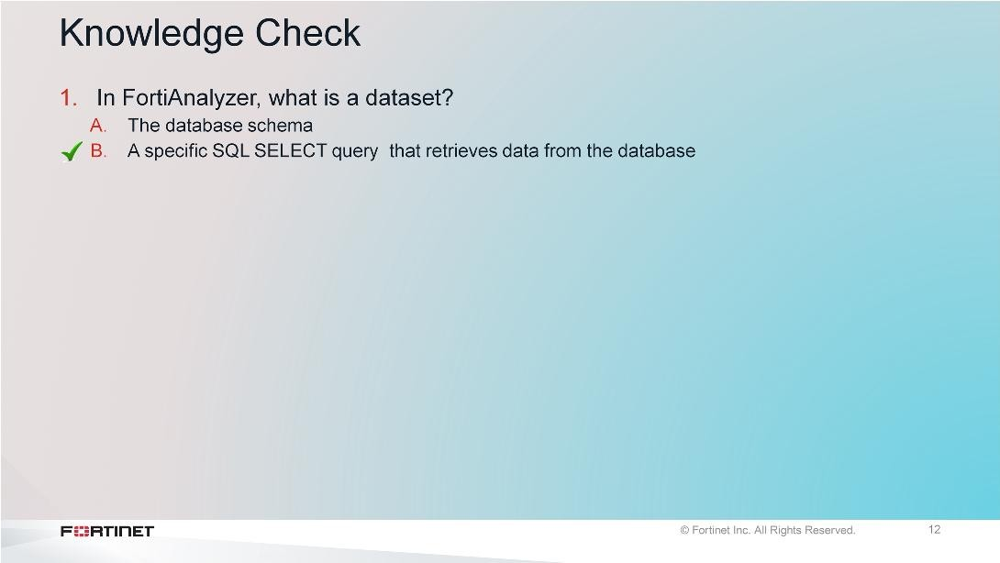 Knowledge Check
1. In FortiAnalyzer, what is a dataset?
A. The database schema
B. A specific SQL SELECT query  that retrieves data from the database
FORTINET
© Fortinet Inc. All Rights Reserved.
12